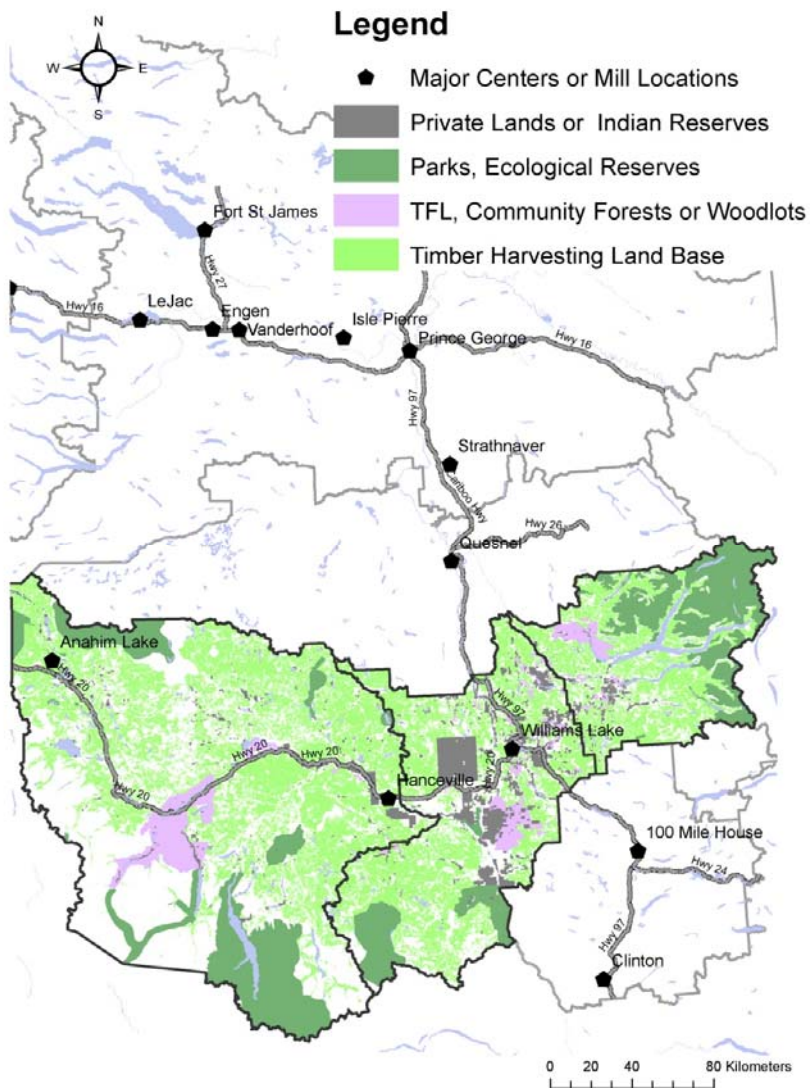 Legend
N
W E
S
Major Centers or Mill Locations
Private Lands or Indian Reserves
Parks, Ecological Reserves
TFL, Community Forests or Woodlots
Timber Harvesting Land Base
Fort St James
Hwy 27
LeJac
Hwy 16
Engen
Vanderhoof
Isle Pierre
Prince George
Hwy 16
Hwy 97
Strathnaver
Cariboo Hwy
Hwy 26
Quesnel
Anahim Lake
Hwy 20
Hwy 97
Williams Lake
Hwy 20
Hwy 20
Hwy 20
Hwy 20
Hanceville
100 Mile House
Hwy 24
Hwy 97
Clinton
0 20 40 80 Kilometers